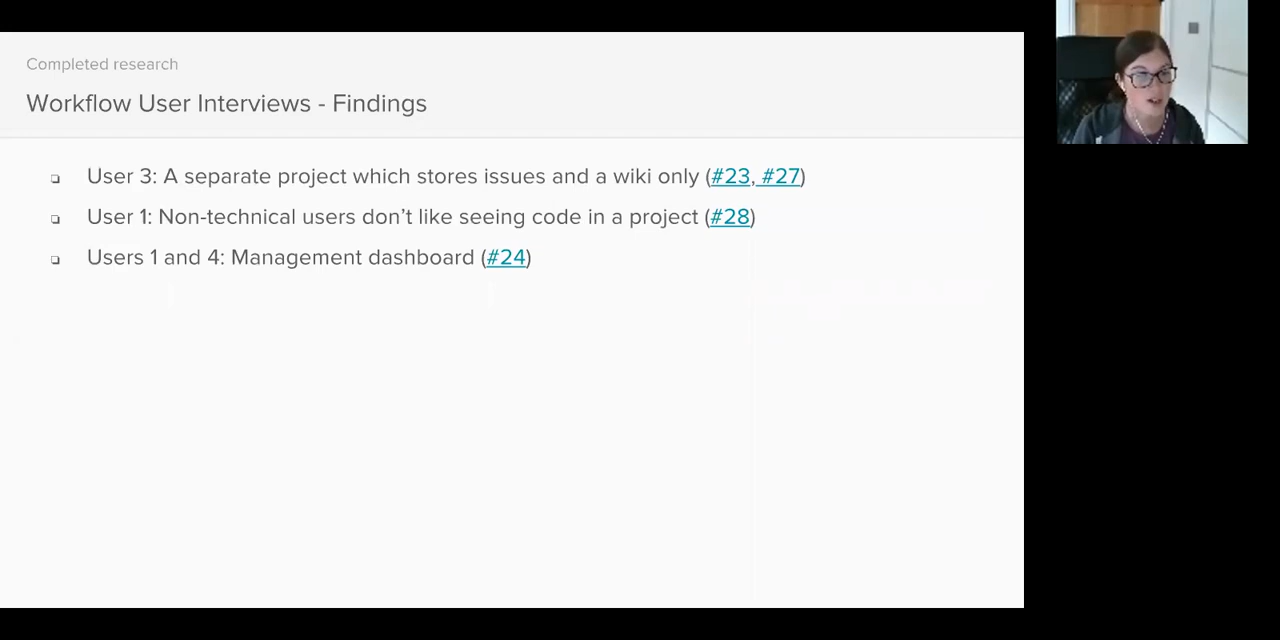 Completed research
Workflow User Interviews - Findings
❏ User 3: A separate project which stores issues and a wiki only (#23, #27)
❏ User 1: Non-technical users don’t like seeing code in a project (#28)
❏ Users 1 and 4: Management dashboard (#24)